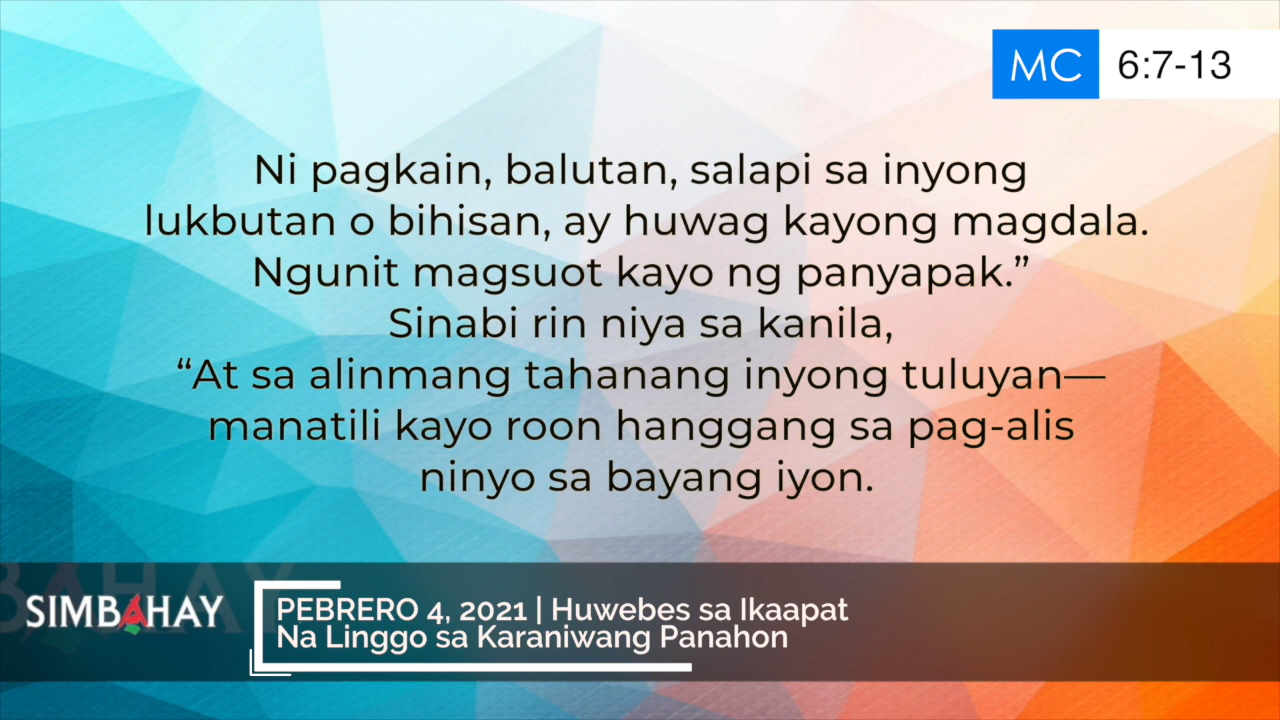 MC 6:7-13
Ni pagkain, balutan, salapi sa inyong
lukbutan o bihisan, ay huwag kayong magdala.
Ngunit magsuot kayo ng panyapak.”
Sinabi rin niya sa kanila,
“At sa alinmang tahanang inyong tuluyan—
manatili kayo roon hanggang sa pag-alis
ninyo sa bayang iyon.
SIMBAHAY
PEBRERO 4, 2021 | Huwebes sa Ikaapat
Na Linggo sa Karaniwang Panahon